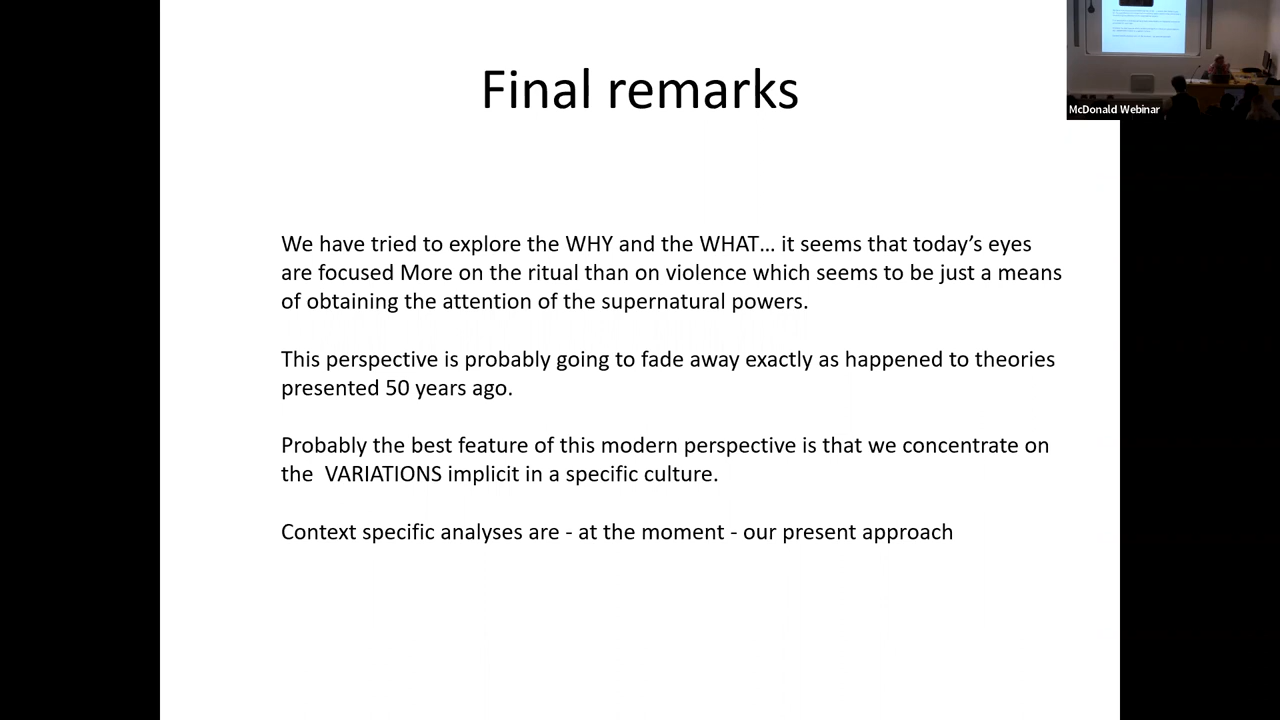 Final remarks
McDonald Webinar
We have tried to explore the WHY and the WHAT... it seems that today's eyes
are focused More on the ritual than on violence which seems to be just a means
of obtaining the attention of the supernatural powers.
This perspective is probably going to fade away exactly as happened to theories
presented 50 years ago.
Probably the best feature of this modern perspective is that we concentrate on
the  VARIATIONS implicit in a specific culture.
Context specific analyses are - at the moment - our present approach